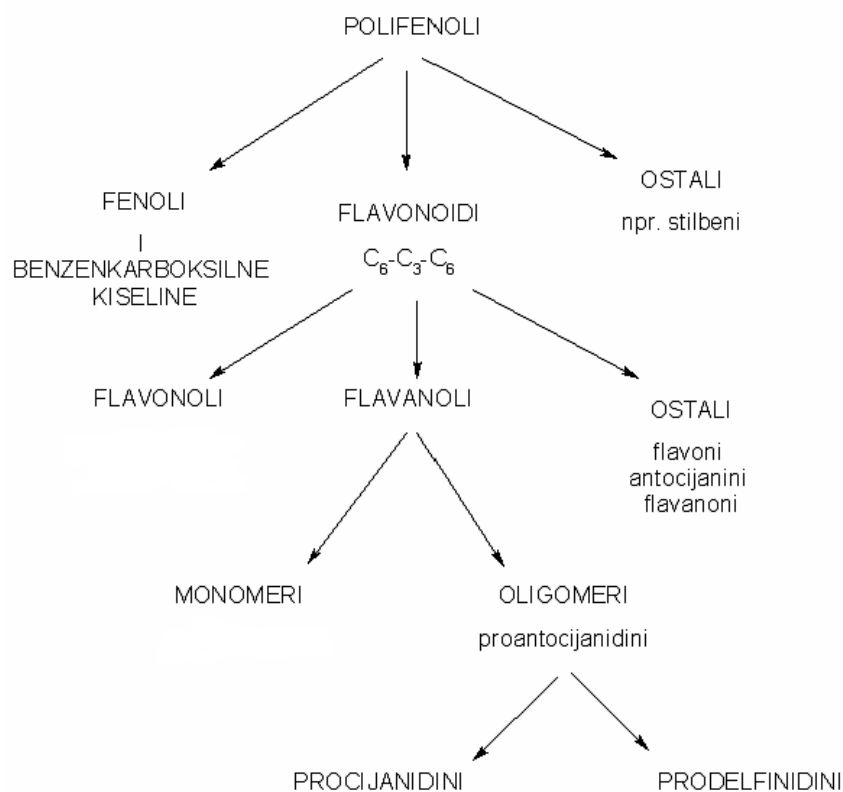 POLIFENOLI
FENOLI
I
BENZENKARBOKSILNE
KISELINE
FLAVONOIDI
C₆-C₃-C₆
OSTALI
npr. stilbeni
FLAVONOLI
FLAVANOLI
OSTALI
flavoni
antocijanini
flavanoni
MONOMERI
OLIGOMERI
proantocijanidini
PROCIJANIDINI
PRODELFINIDINI